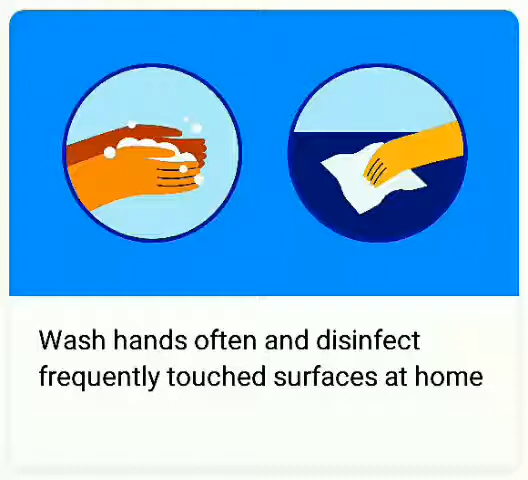 Wash hands often and disinfect
frequently touched surfaces at home